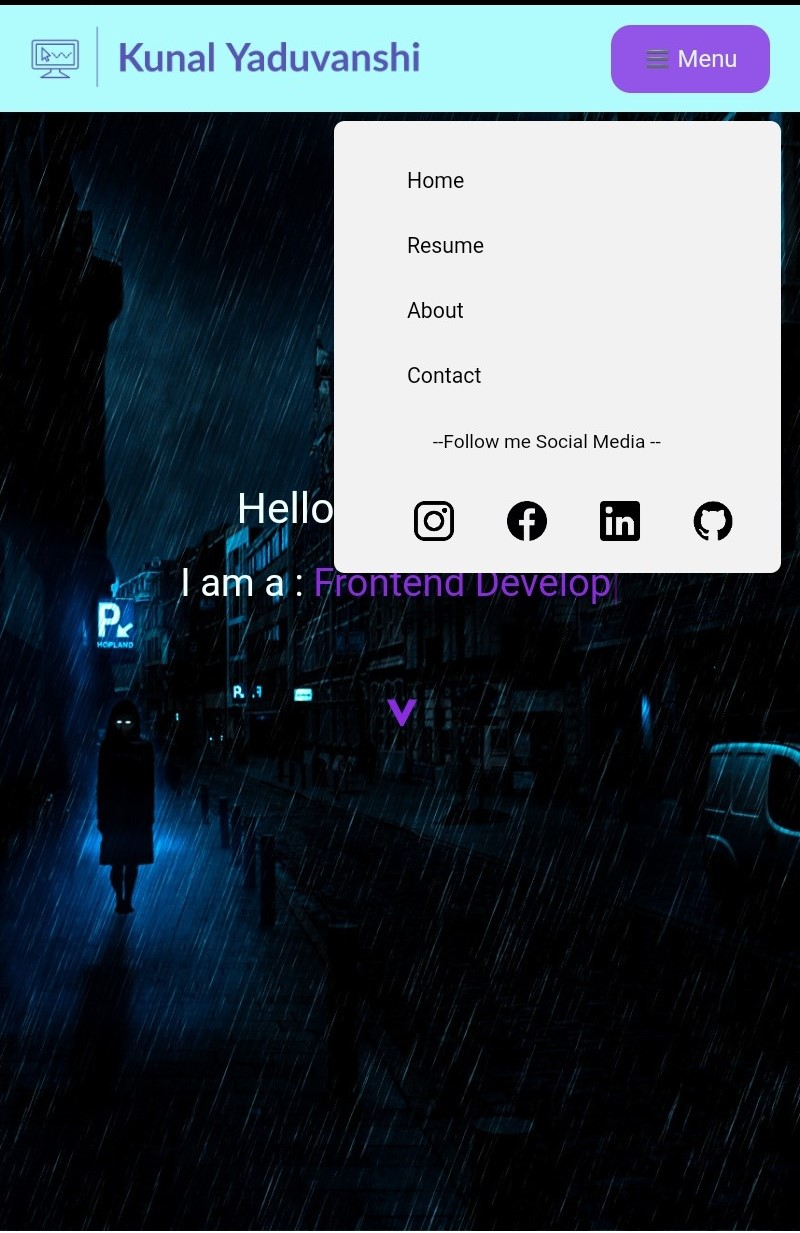 Kunal Yaduvanshi
Menu
Home
Resume
About
Contact
--Follow me Social Media --
Hello
I am a : Frontend Develop
P
HOPLAND
V